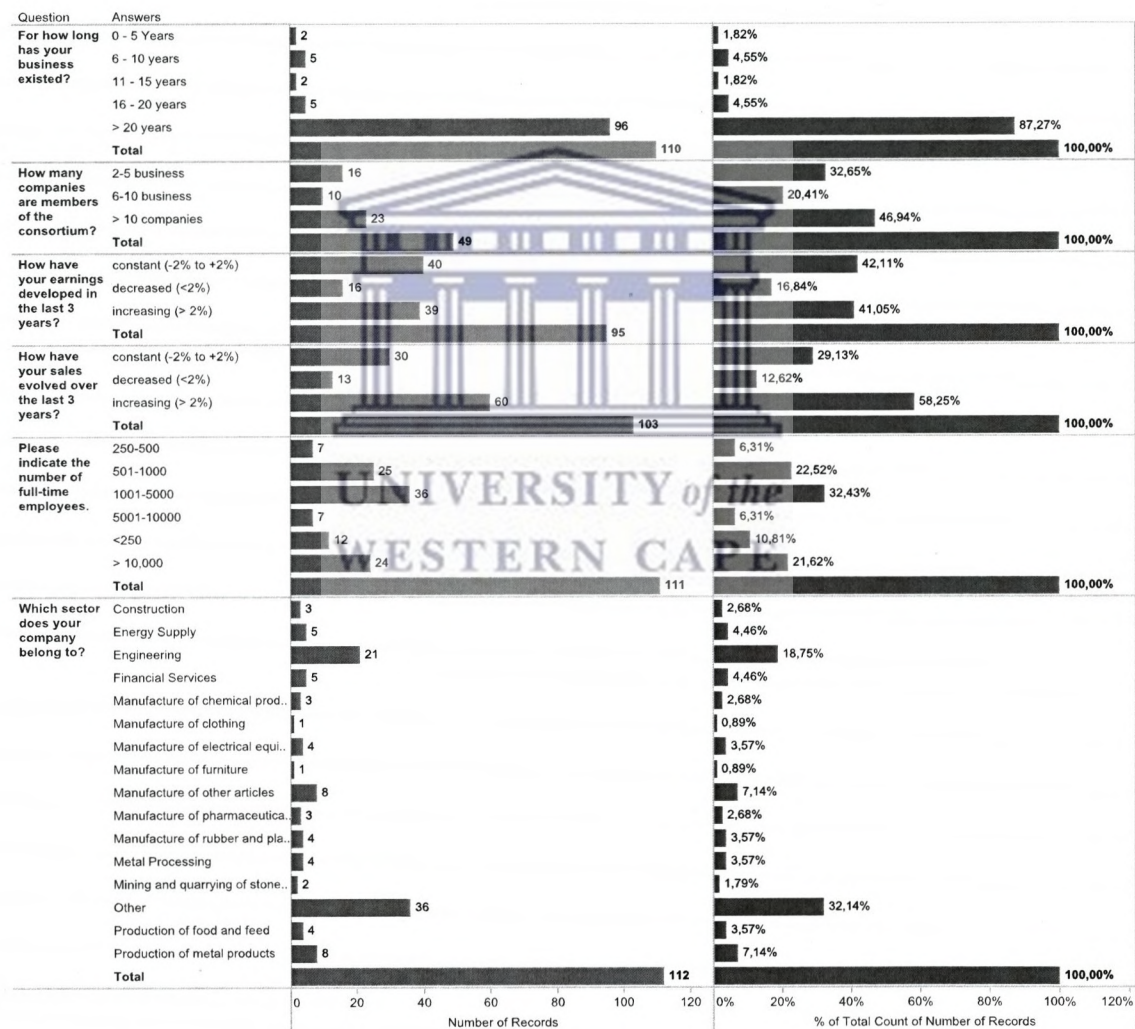 Question Answers
For how long has your business existed?
0 - 5 Years 2 1,82%
6 - 10 years 5 4,55%
11 - 15 years 2 1,82%
16 - 20 years 5 4,55%
> 20 years 96 87,27%
Total 110 100,00%
How many companies are members of the consortium?
2-5 business 16 32,65%
6-10 business 10 20,41%
> 10 companies 23 46,94%
Total 49 100,00%
How have your earnings developed in the last 3 years?
constant (-2% to +2%) 40 42,11%
decreased (<2%) 16 16,84%
increasing (> 2%) 39 41,05%
Total 95 100,00%
How have your sales evolved over the last 3 years?
constant (-2% to +2%) 30 29,13%
decreased (<2%) 13 12,62%
increasing (> 2%) 60 58,25%
Total 103 100,00%
Please indicate the number of full-time employees.
250-500 7 6,31%
501-1000 25 22,52%
1001-5000 36 32,43%
5001-10000 7 6,31%
<250 12 10,81%
> 10,000 24 21,62%
Total 111 100,00%
UNIVERSITY of the
WESTERN CAPE
Which sector does your company belong to?
Construction 3 2,68%
Energy Supply 5 4,46%
Engineering 21 18,75%
Financial Services 5 4,46%
Manufacture of chemical prod.. 3 2,68%
Manufacture of clothing 1 0,89%
Manufacture of electrical equi.. 4 3,57%
Manufacture of furniture 1 0,89%
Manufacture of other articles 8 7,14%
Manufacture of pharmaceutica.. 3 2,68%
Manufacture of rubber and pla.. 4 3,57%
Metal Processing 4 3,57%
Mining and quarrying of stone.. 2 1,79%
Other 36 32,14%
Production of food and feed 4 3,57%
Production of metal products 8 7,14%
Total 112 100,00%
0 20 40 60 80 100 120 0% 20% 40% 60% 80% 100% 120%
Number of Records % of Total Count of Number of Records